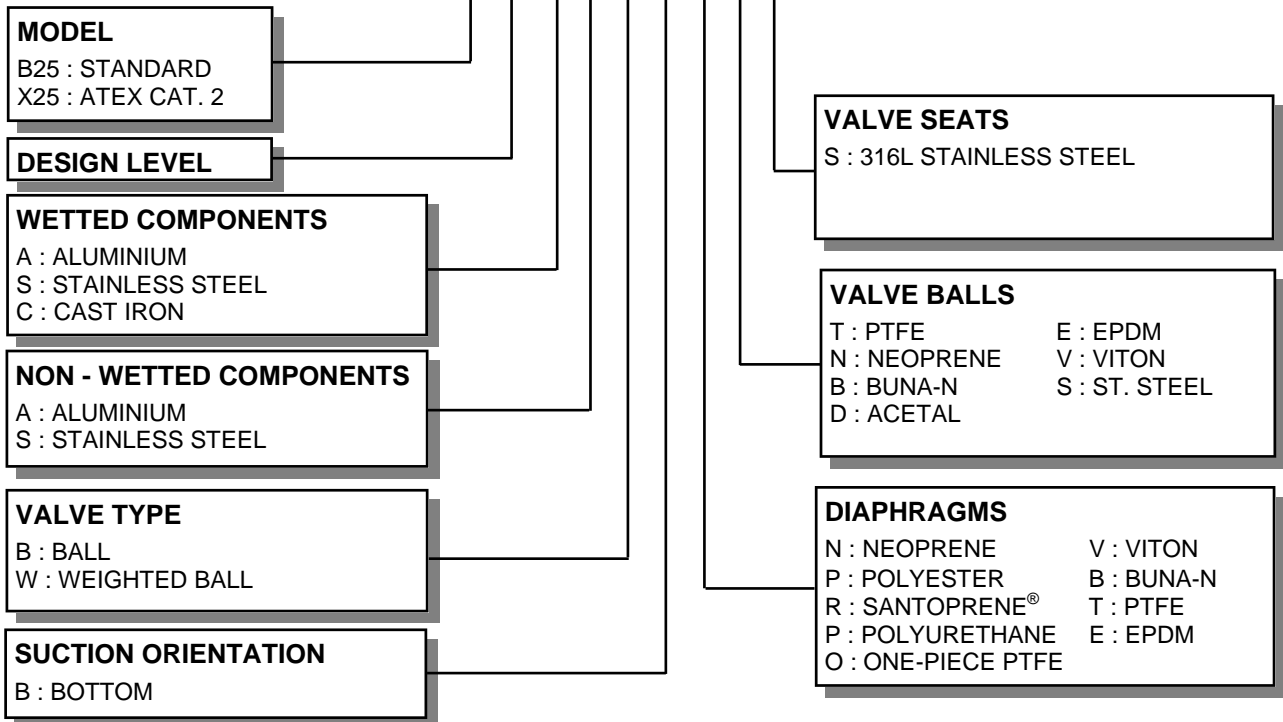 MODEL
B25 : STANDARD
X25 : ATEX CAT. 2
DESIGN LEVEL
WETTED COMPONENTS
A : ALUMINIUM
S : STAINLESS STEEL
C : CAST IRON
NON - WETTED COMPONENTS
A : ALUMINIUM
S : STAINLESS STEEL
VALVE TYPE
B : BALL
W : WEIGHTED BALL
SUCTION ORIENTATION
B : BOTTOM
VALVE SEATS
S : 316L STAINLESS STEEL
VALVE BALLS
T : PTFE E : EPDM
N : NEOPRENE V : VITON
B : BUNA-N S : ST. STEEL
D : ACETAL
DIAPHRAGMS
N : NEOPRENE V : VITON
P : POLYESTER B : BUNA-N
R : SANTOPRENE® T : PTFE
P : POLYURETHANE E : EPDM
O : ONE-PIECE PTFE